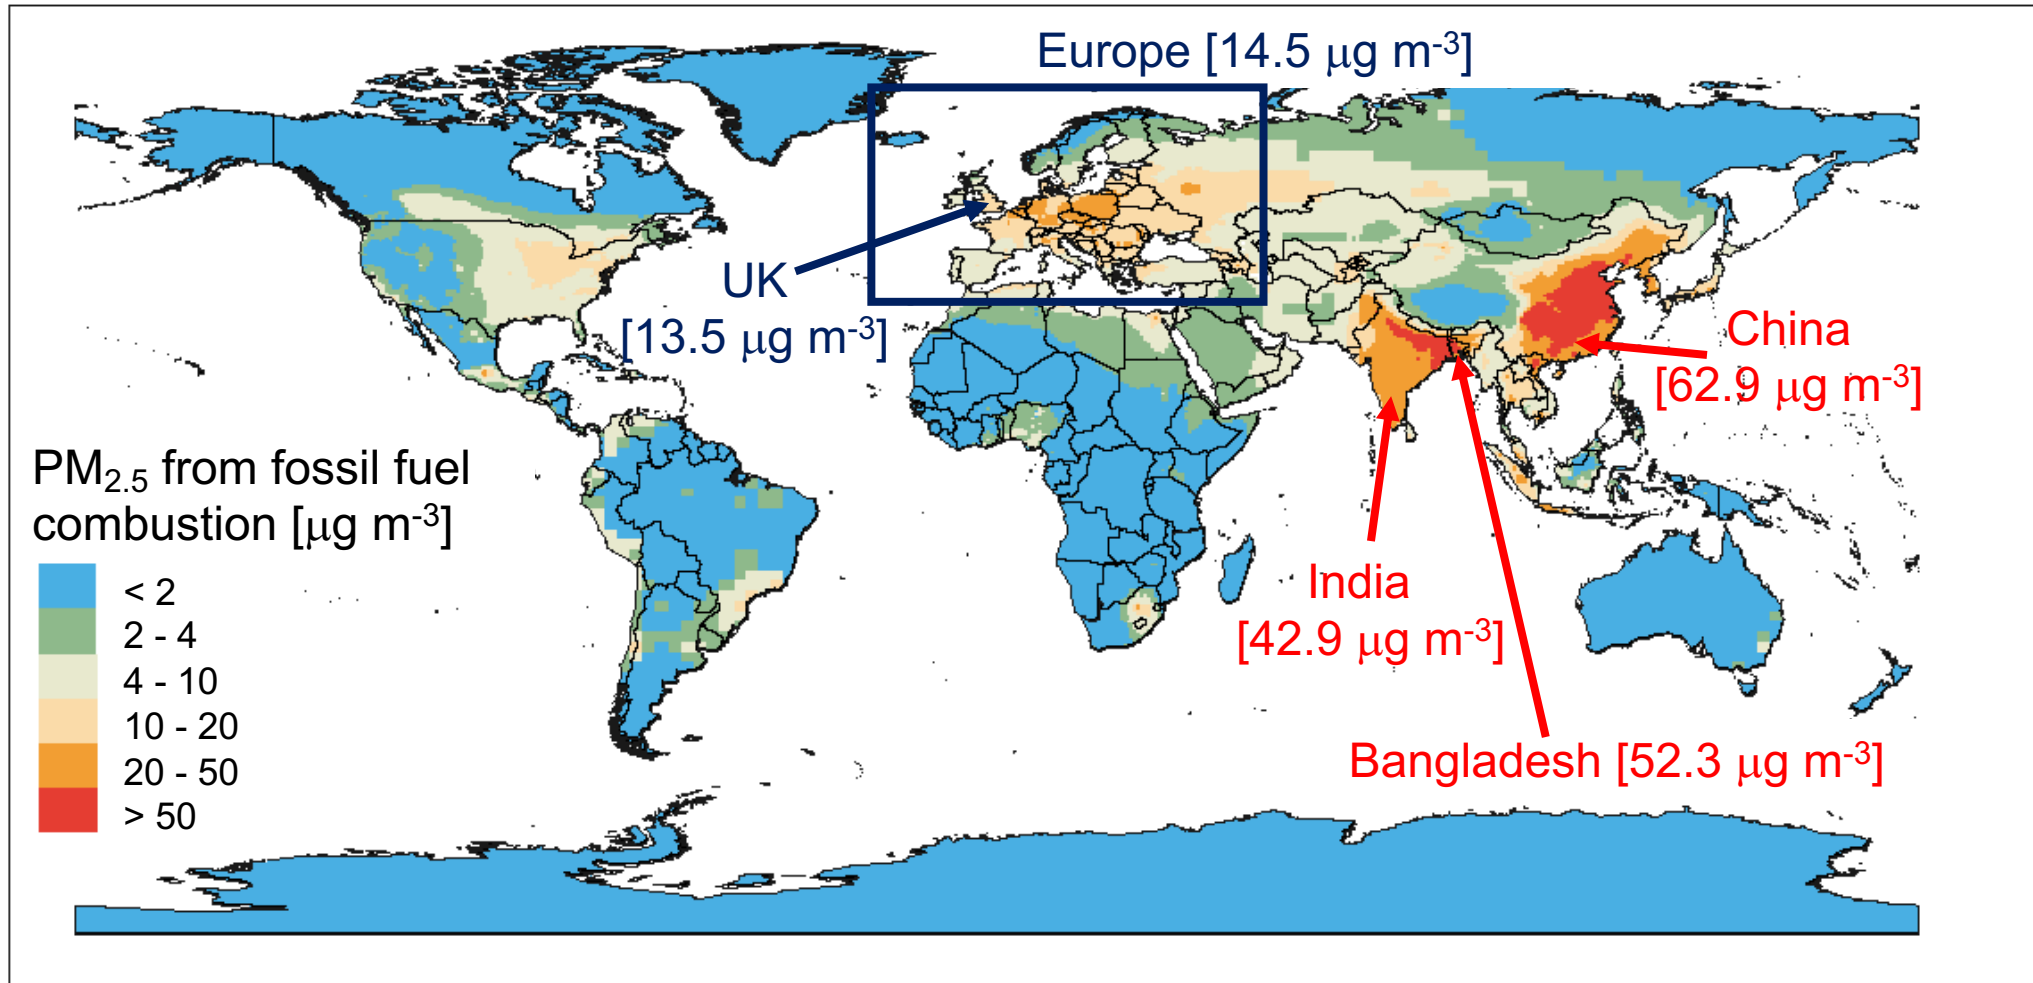 Europe [14.5 μg m-3]
UK
[13.5 μg m-3]
China
[62.9 μg m-3]
PM2.5 from fossil fuel
combustion [μg m-3]
< 2
2 - 4
4 - 10
10 - 20
20 - 50
> 50
India
[42.9 μg m-3]
Bangladesh [52.3 μg m-3]